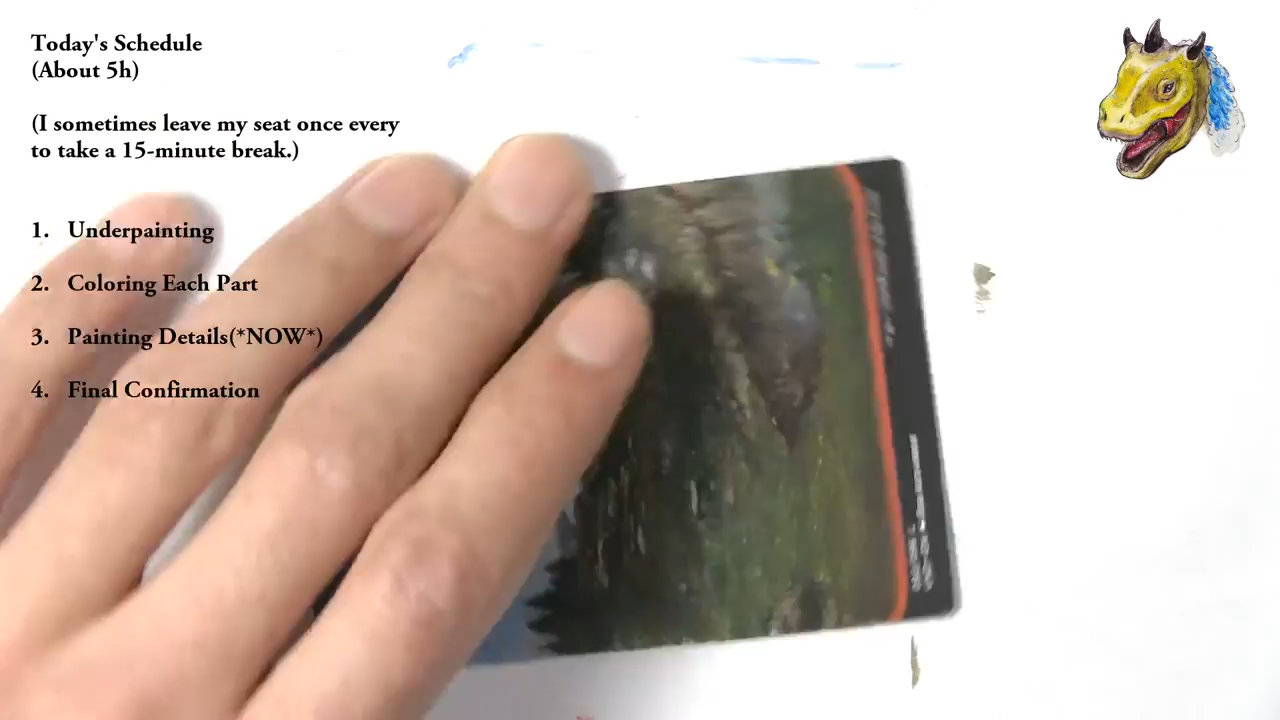 Today's Schedule
(About 5h)
(I sometimes leave my seat once every
to take a 15-minute break.)
1. Underpainting
2. Coloring Each Part
3. Painting Details(*NOW*)
4. Final Confirmation